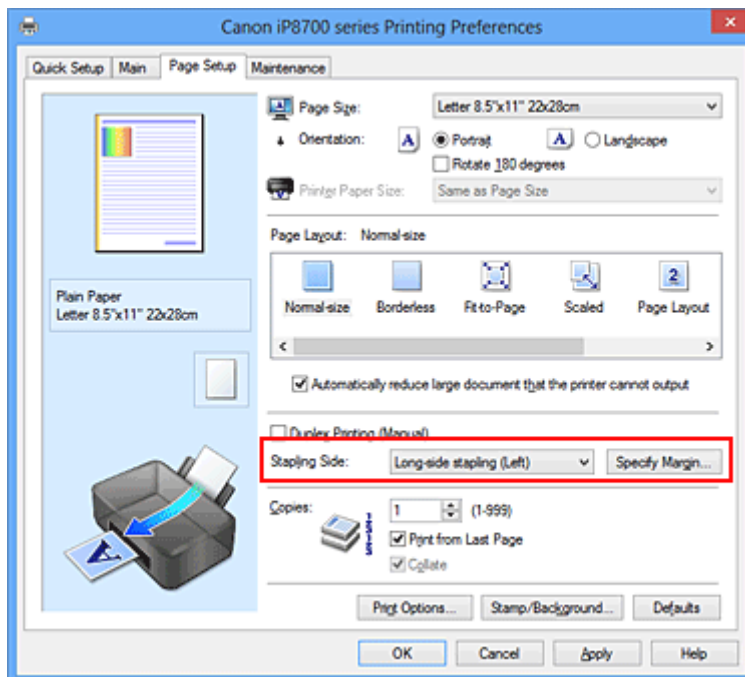 Canon iP8700 series Printing Preferences
Quick Setup Main Page Setup Maintenance
Page Size: Letter 8.5"x11" 22x28cm
Orientation: A Portrait A Landscape
Rotate 180 degrees
Printer Paper Size: Same as Page Size
Page Layout: Normal-size
2
Normal-size Borderless Fit-to-Page Scaled Page Layout
Plain Paper
Letter 8.5"x11" 22x28cm
Automatically reduce large document that the printer cannot output
Duplex Printing (Manual)
Stapling Side: Long-side stapling (Left) Specify Margin...
Copies: 1 (1-999)
Print from Last Page
Collate
A
Print Options... Stamp/Background... Defaults
OK Cancel Apply Help